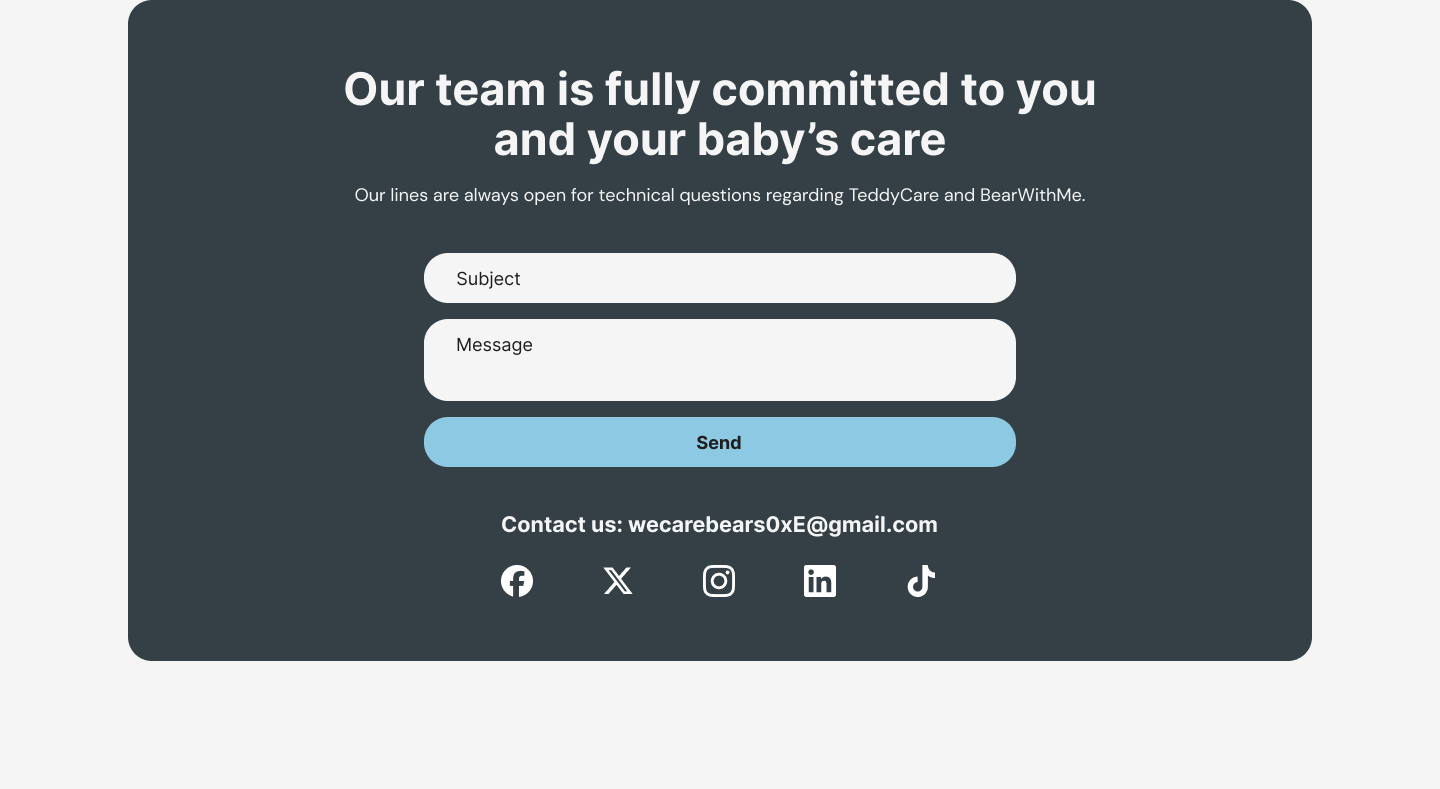 Our team is fully committed to you
and your baby’s care
Our lines are always open for technical questions regarding TeddyCare and BearWithMe.
Subject
Message
Send
Contact us: wecarebears0xE@gmail.com